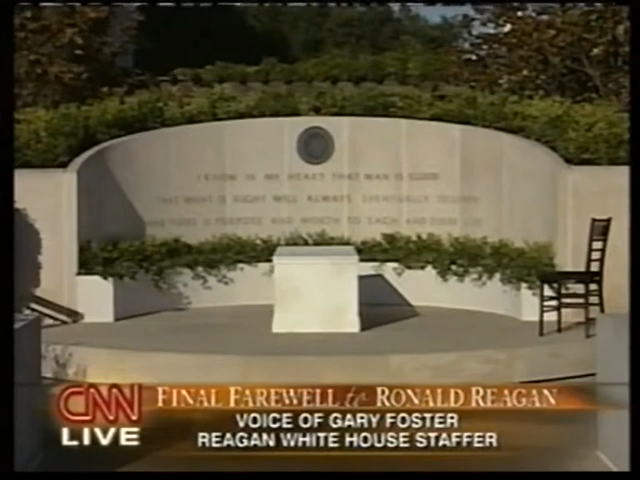 I KNOW IN MY HEART THAT MAN IS GOOD
THAT WHAT IS RIGHT WILL ALWAYS EVENTUALLY TRIUMPH
AND THERE IS PURPOSE AND WORTH TO EACH AND EVERY LIFE
CNN
LIVE
FINAL FAREWELL to RONALD REAGAN
VOICE OF GARY FOSTER
REAGAN WHITE HOUSE STAFFER